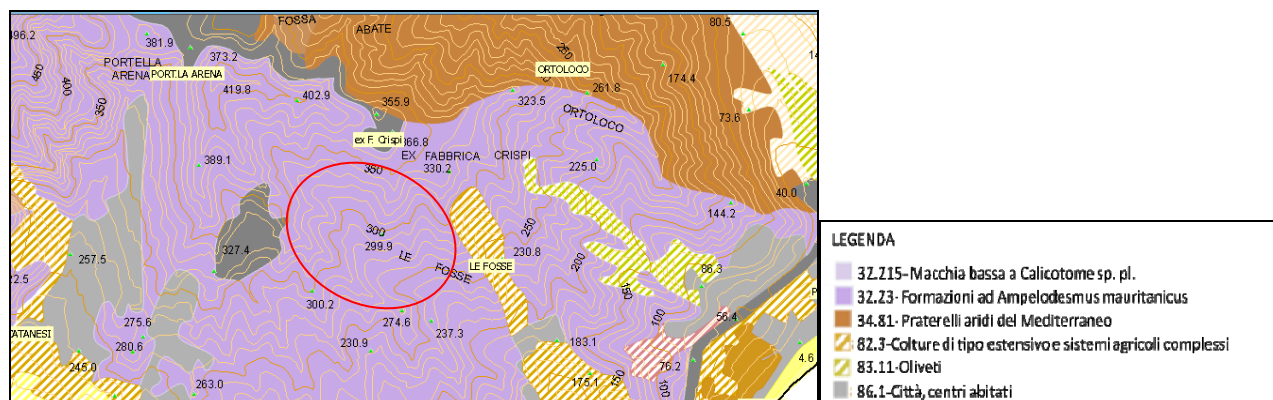 FOSSA
ABATE
80.5
496.2
381.9
373.2
PORTELLA
ARENA
PORT.LA ARENA
ORTOLOCO
260
174.4
261.8
450
400
350
419.8
402.9
355.9
323.5
73.6
ORTOLOCO
ex F. Crispi
366.8
EX FABBRICA CRISPI
330.2
225.0
389.1
350
40.0
144.2
300
299.9
LE FOSSE
LE FOSSE
250
230.8
327.4
257.5
200
86.3
22.5
150
300.2
274.6
237.3
100
56.4
275.6
280.6
230.9
183.1
76.2
4.6
TATANESI
245.0
263.0
175.1
150
100
LEGENDA
32.215- Macchia bassa a Calicotome sp. pl.
32.23- Formazioni ad Ampelodesmus mauritanicus
34.81- Praterelli aridi del Mediterraneo
82.3- Colture di tipo estensivo e sistemi agricoli complessi
83.11-Oliveti
86.1-Città, centri abitati